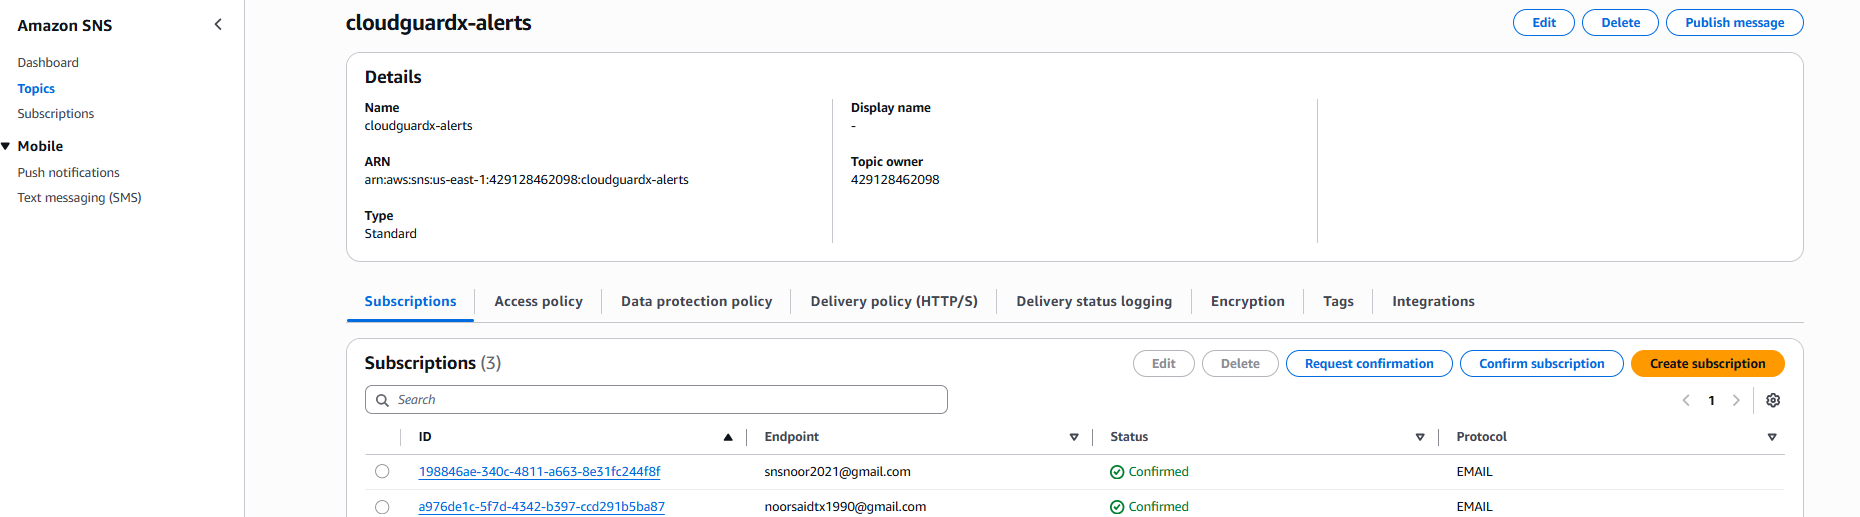 Amazon SNS
Dashboard
Topics
Subscriptions
Mobile
Push notifications
Text messaging (SMS)
cloudguardx-alerts
Edit
Delete
Publish message
Details
Name
cloudguardx-alerts
Display name
-
ARN
arn:aws:sns:us-east-1:429128462098:cloudguardx-alerts
Topic owner
429128462098
Type
Standard
Subscriptions
Access policy
Data protection policy
Delivery policy (HTTP/S)
Delivery status logging
Encryption
Tags
Integrations
Subscriptions (3)
Edit
Delete
Request confirmation
Confirm subscription
Create subscription
Search
1
ID
Endpoint
Status
Protocol
198846ae-340c-4811-a663-8e31fc244f8f
snsnoor2021@gmail.com
Confirmed
EMAIL
a976de1c-5f7d-4342-b397-ccd291b5ba87
noorsaidtx1990@gmail.com
Confirmed
EMAIL